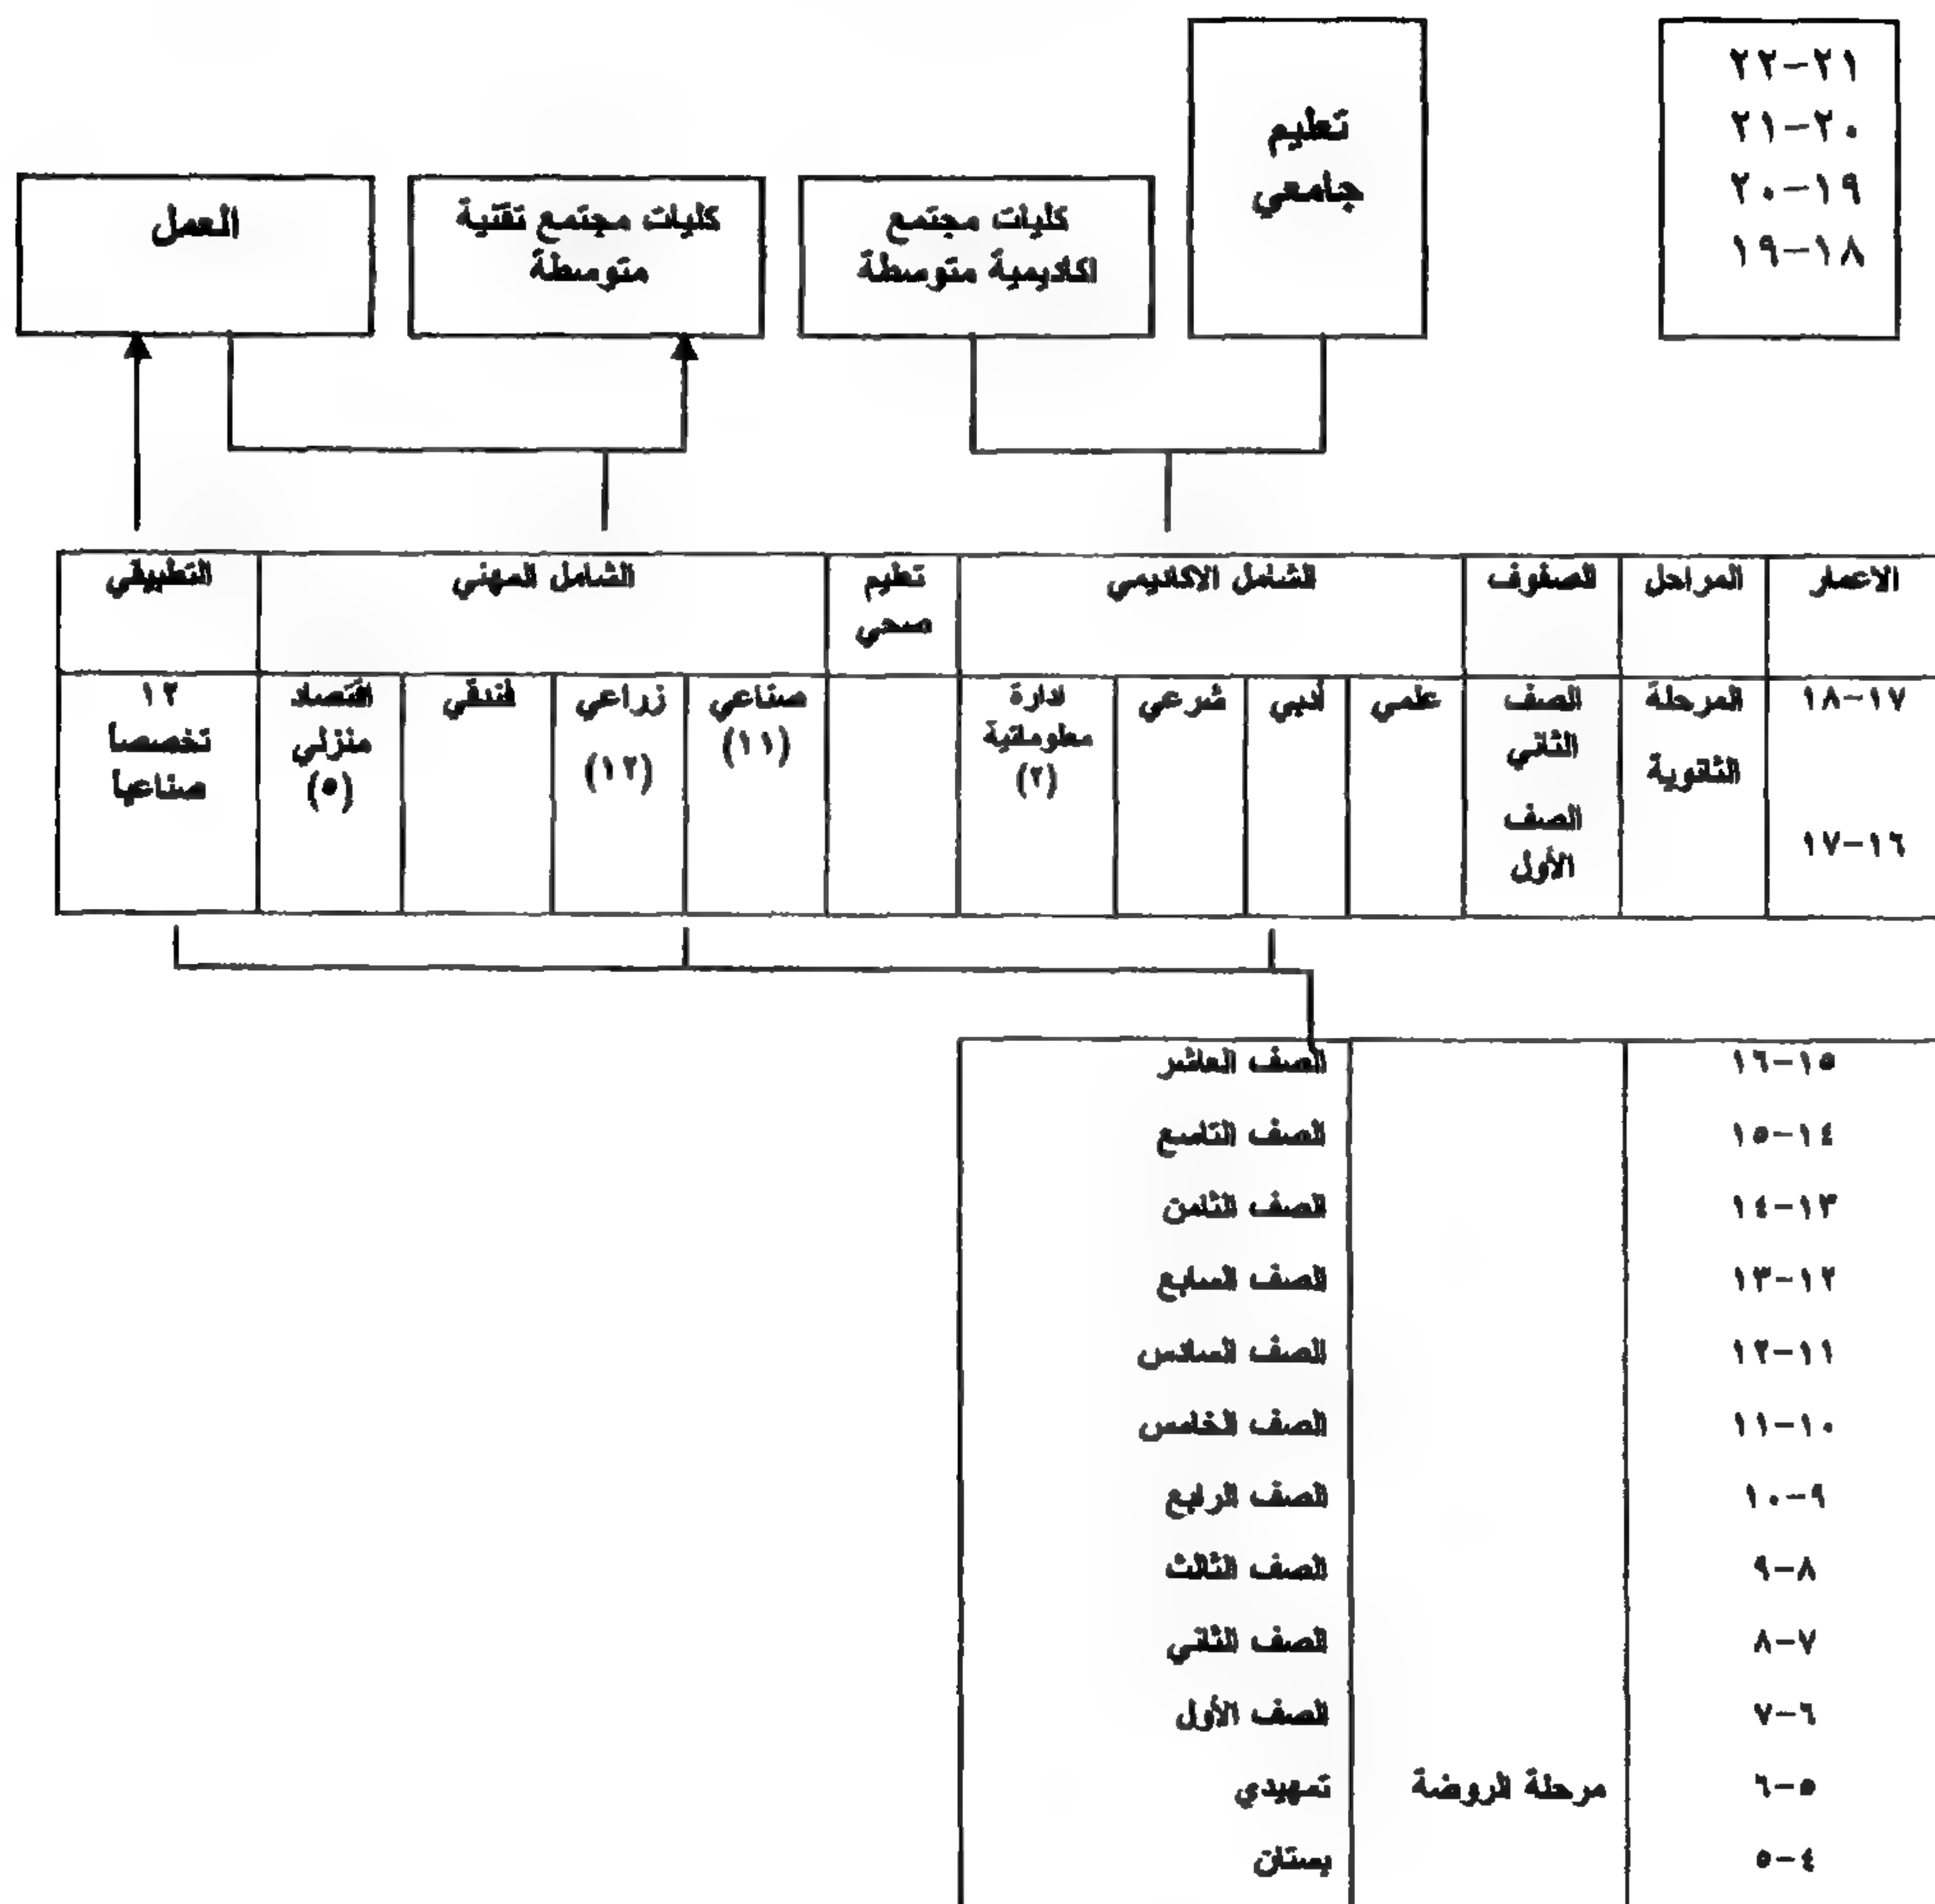 ٢١-٢٢
٢٠-٢١
١٩-٢٠
١٨-١٩
تعليم
جامعي
كليات مجتمع
اكاديمية متوسطة
كليات مجتمع تقنية
متوسطة
العمل
الاعمار
المراحل
الصفوف
الشامل الاكاديمي
تعليم
صحي
الشامل المهني
التطبيقي
١٧-١٨
١٦-١٧
المرحلة
الثانوية
الصف
الثاني
الصف
الأول
علمي
أدبي
شرعي
ادارة
معلوماتية
(٢)
صناعي
(١١)
زراعي
(١٢)
فندقي
اقتصاد
منزلي
(٥)
١٢
تخصصا
صناعيا
١٥-١٦ الصف العاشر
١٤-١٥ الصف التاسع
١٣-١٤ الصف الثامن
١٢-١٣ الصف السابع
١١-١٢ الصف السادس
١٠-١١ الصف الخامس
٩-١٠ الصف الرابع
٨-٩ الصف الثالث
٧-٨ الصف الثاني
٦-٧ الصف الأول
٥-٦ مرحلة الروضة تمهيدي
٤-٥ بستان